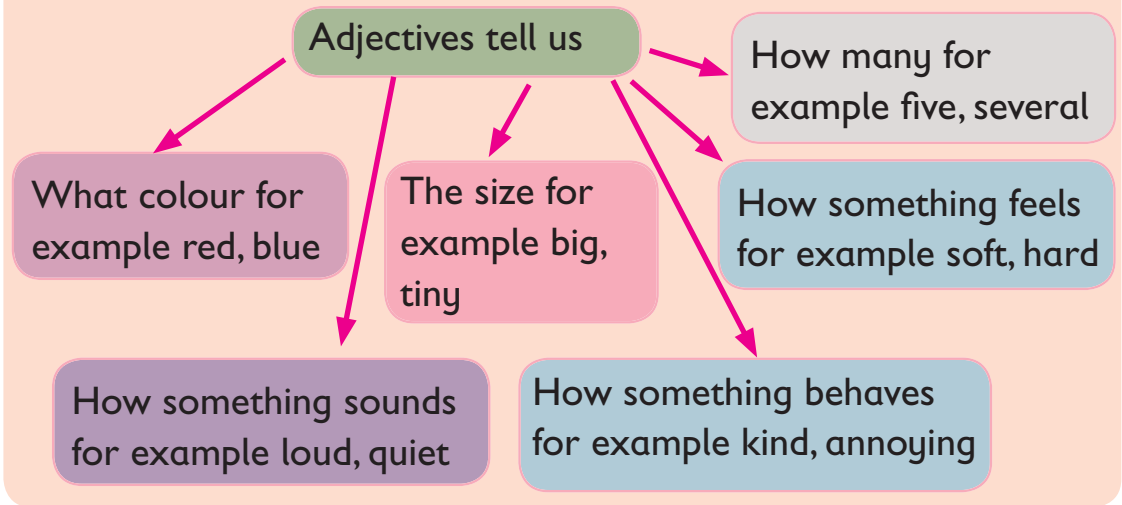 Adjectives tell us
How many for
example five, several
What colour for
example red, blue
The size for
example big,
tiny
How something feels
for example soft, hard
How something sounds
for example loud, quiet
How something behaves
for example kind, annoying